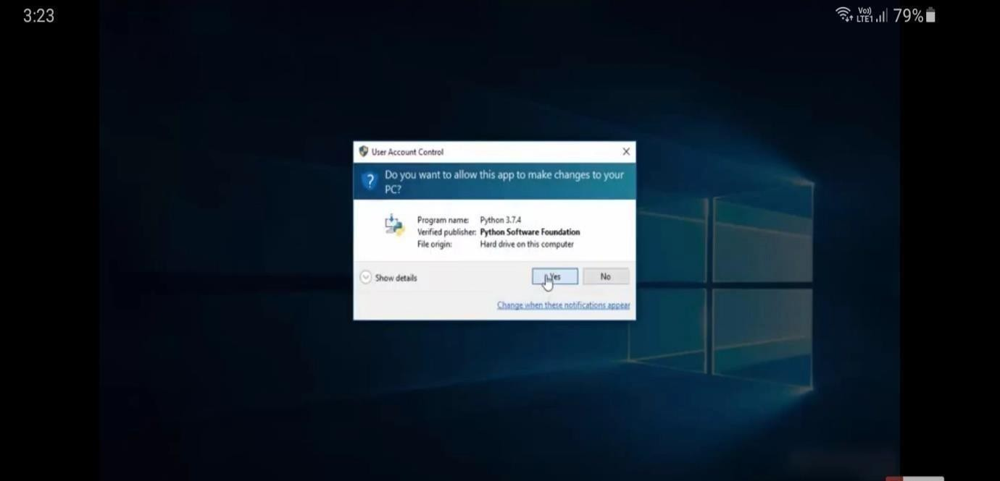 3:23
Vo))
LTE1
79%
User Account Control
Do you want to allow this app to make changes to your
PC?
Program name: Python 3.7.4
Verified publisher: Python Software Foundation
File origin: Hard drive on this computer
Show details
Yes
No
Change when these notifications appear